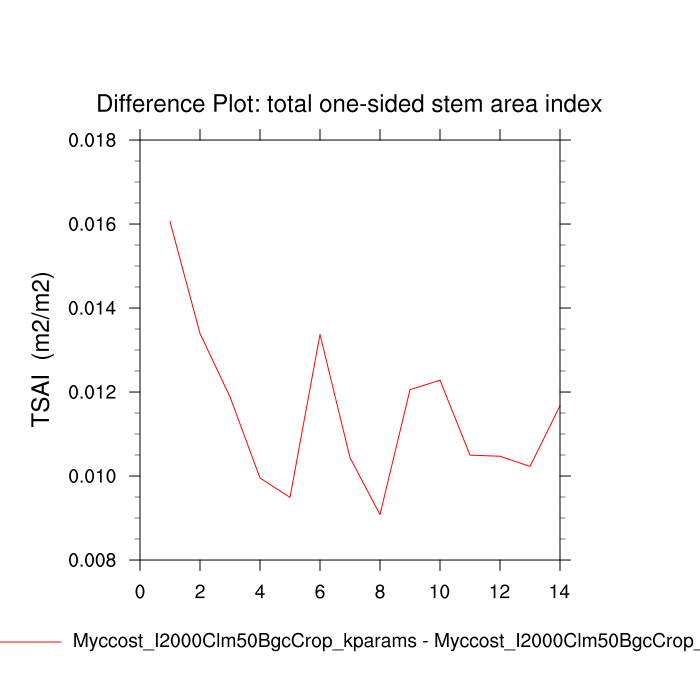 Difference Plot: total one-sided stem area index
TSAI (m2/m2)
0.018
0.016
0.014
0.012
0.010
0.008
0 2 4 6 8 10 12 14
Myccost_I2000Clm50BgcCrop_kparams - Myccost_I2000Clm50BgcCrop_